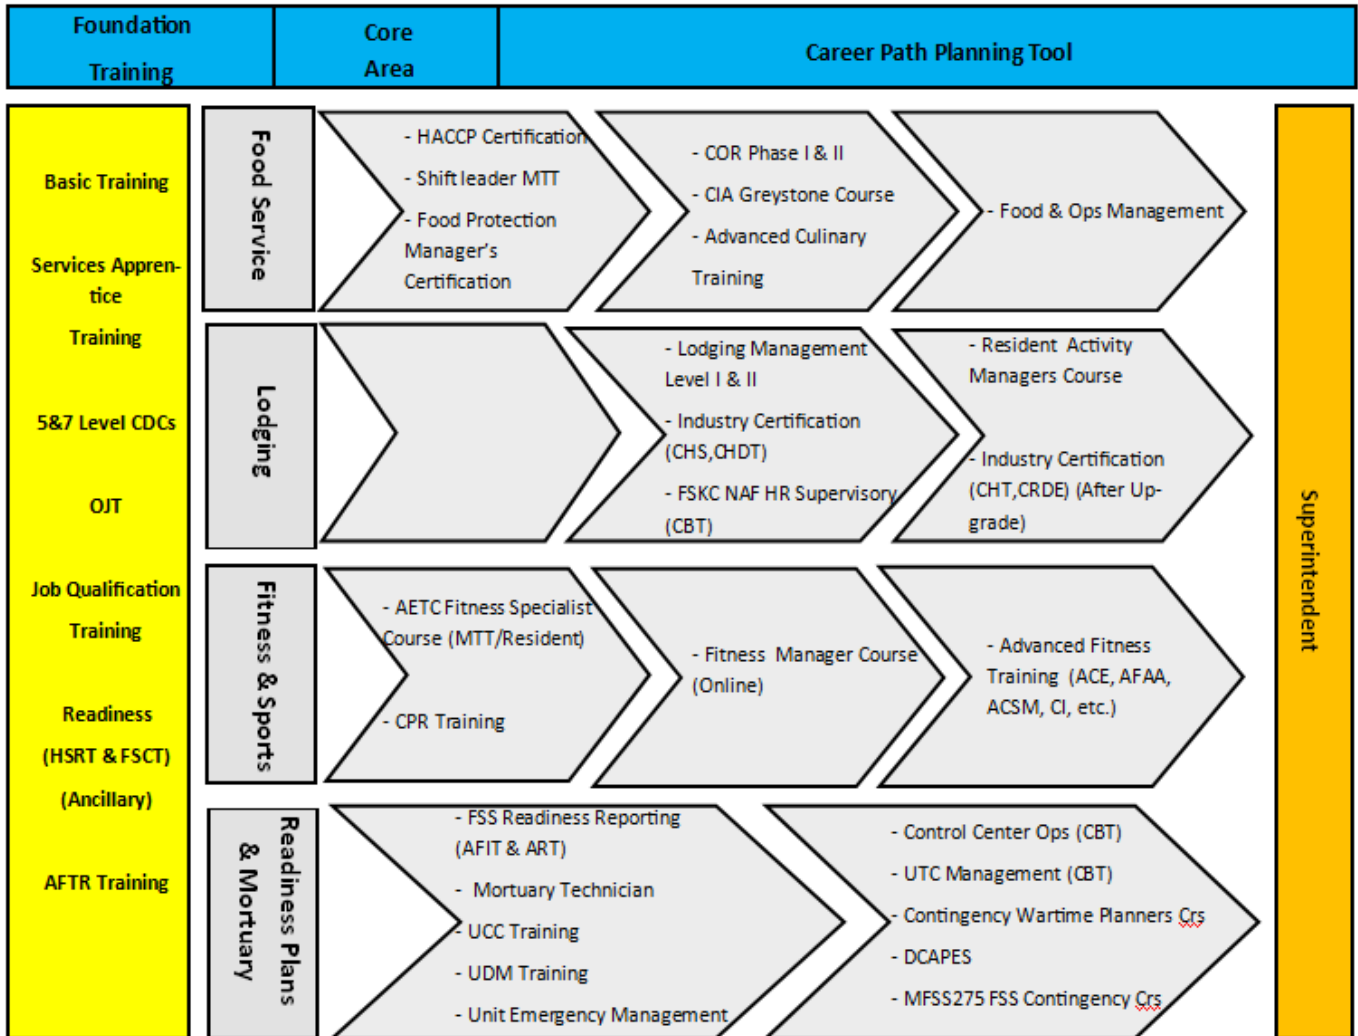 Foundation
Training
Core
Area
Career Path Planning Tool
Basic Training
Services Appren-
tice
Training
5&7 Level CDCs
OJT
Job Qualification
Training
Readiness
(HSRT & FSCT)
(Ancillary)
AFTR Training
Food Service
- HACCP Certification
- Shift leader MTT
- Food Protection
Manager's
Certification
- COR Phase I & II
- CIA Greystone Course
- Advanced Culinary
Training
- Food & Ops Management
Lodging
- Lodging Management
Level I & II
- Industry Certification
(CHS,CHDT)
- FSKC NAF HR Supervisory
(CBT)
- Resident Activity
Managers Course
- Industry Certification
(CHT,CRDE) (After Up-
grade)
Fitness & Sports
- AETC Fitness Specialist
Course (MTT/Resident)
- CPR Training
- Fitness Manager Course
(Online)
- Advanced Fitness
Training (ACE, AFAA,
ACSM, CI, etc.)
Readiness Plans
& Mortuary
- FSS Readiness Reporting
(AFIT & ART)
- Mortuary Technician
- UCC Training
- UDM Training
- Unit Emergency Management
- Control Center Ops (CBT)
- UTC Management (CBT)
- Contingency Wartime Planners Crs
- DCAPES
- MFSS275 FSS Contingency Crs
Superintendent